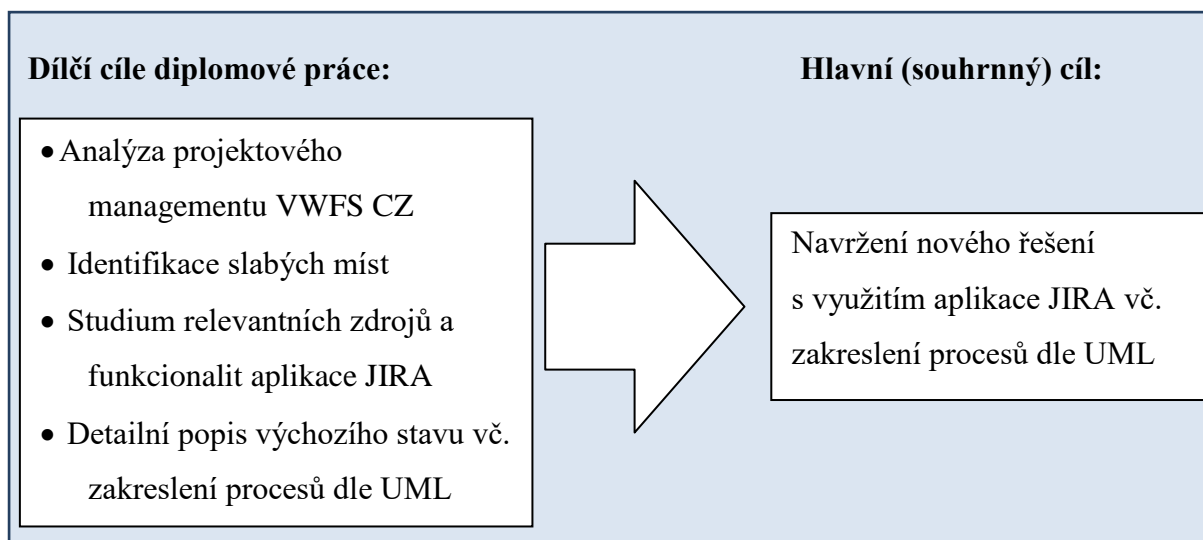 Dílčí cíle diplomové práce:
• Analýza projektového
managementu VWFS CZ
• Identifikace slabých míst
• Studium relevantních zdrojů a
funkcionalit aplikace JIRA
• Detailní popis výchozího stavu vč.
zakreslení procesů dle UML
Hlavní (souhrnný) cíl:
Navržení nového řešení
s využitím aplikace JIRA vč.
zakreslení procesů dle UML